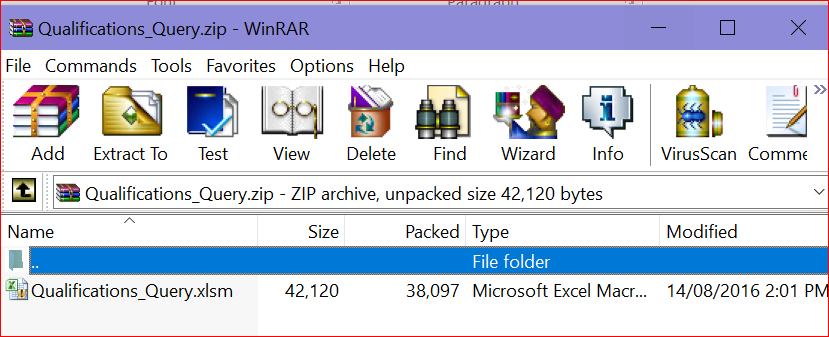 Qualifications_Query.zip - WinRAR
File Commands Tools Favorites Options Help
Add Extract To Test View Delete Find Wizard Info VirusScan Comme
Qualifications_Query.zip - ZIP archive, unpacked size 42,120 bytes
Name Size Packed Type Modified
.. File folder
Qualifications_Query.xlsm 42,120 38,097 Microsoft Excel Macr... 14/08/2016 2:01 PM